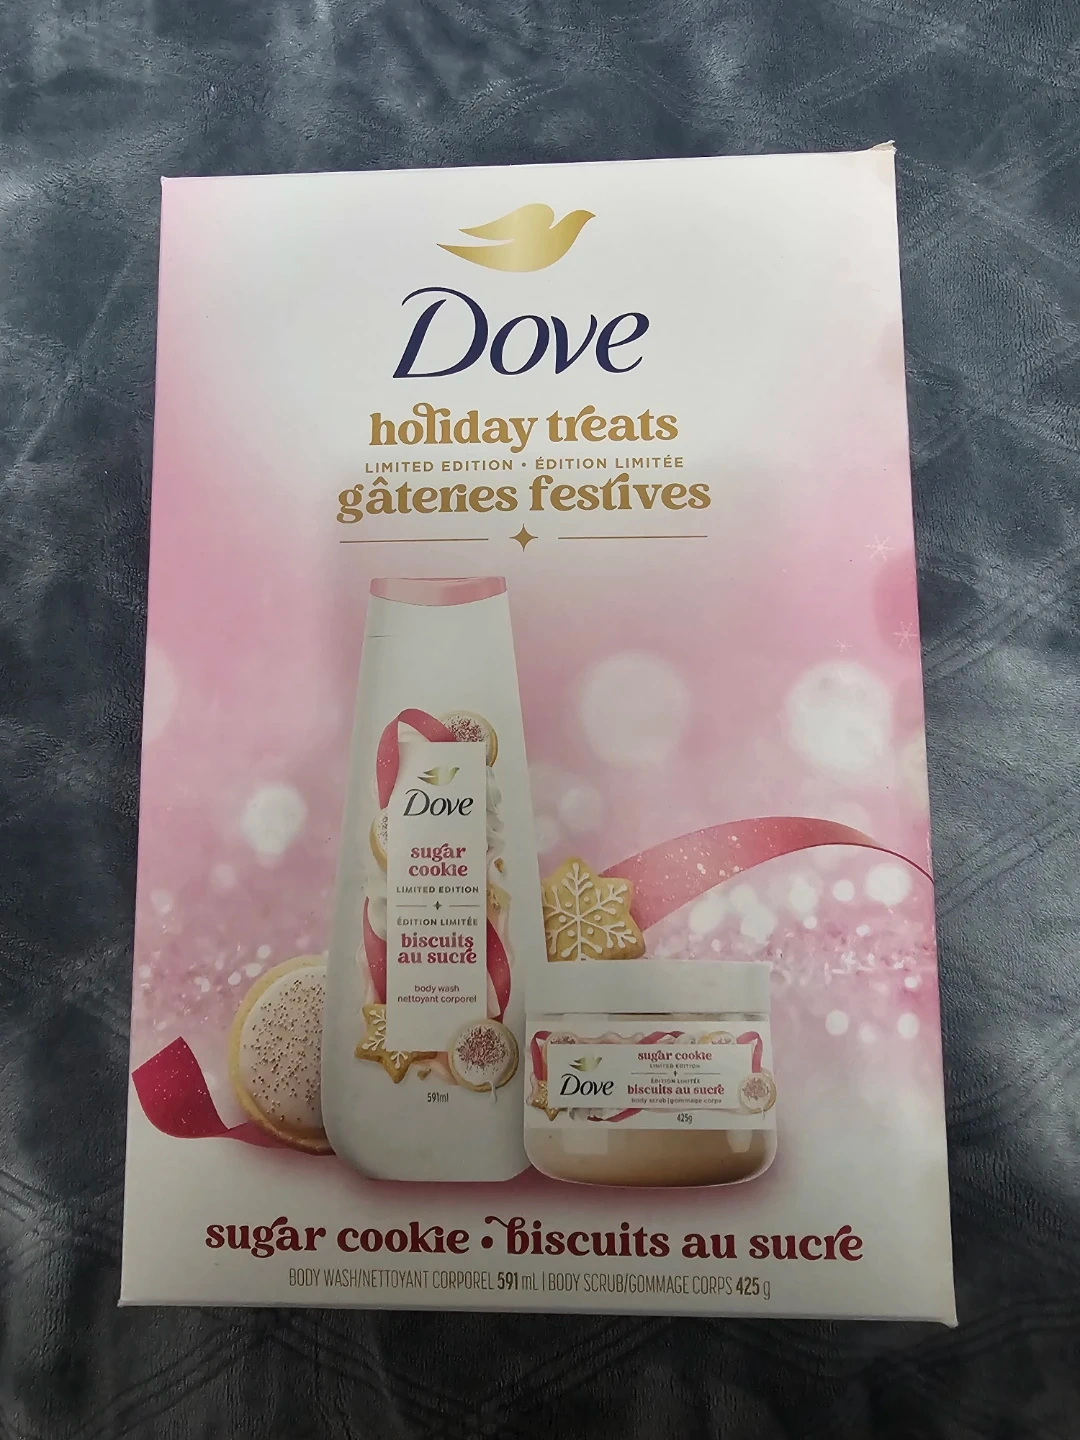 Dove
holiday treats
LIMITED EDITION • ÉDITION LIMITÉE
gâteries festives
Dove
sugar
cookie
LIMITED EDITION
ÉDITION LIMITÉE
biscuits
au sucre
body wash
nettoyant corporel
591ml
Dove
sugar cookie
LIMITED EDITION
ÉDITION LIMITÉE
biscuits au sucre
body scrub|gommage corps
425g
sugar cookie • biscuits au sucre
BODY WASH/NETTOYANT CORPOREL 591 mL | BODY SCRUB/GOMMAGE CORPS 425 g